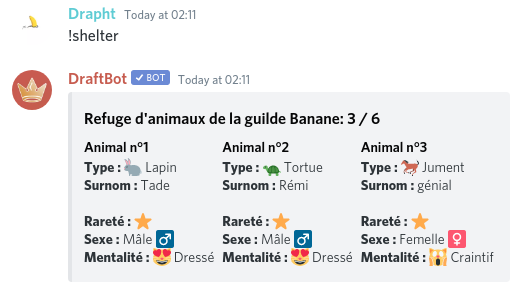 Drapht Today at 02:11
!shelter
DraftBot ✓ BOT Today at 02:11
Refuge d'animaux de la guilde Banane: 3 / 6
Animal n°1 Animal n°2 Animal n°3
Type : 🐇 Lapin Type : 🐢 Tortue Type : 🐎 Jument
Surnom : Tade Surnom : Rémi Surnom : génial
Rareté : ⭐ Rareté : ⭐ Rareté : ⭐
Sexe : Mâle ♂ Sexe : Mâle ♂ Sexe : Femelle ♀
Mentalité : 😍 Dressé Mentalité : 😍 Dressé Mentalité : 🙀 Craintif